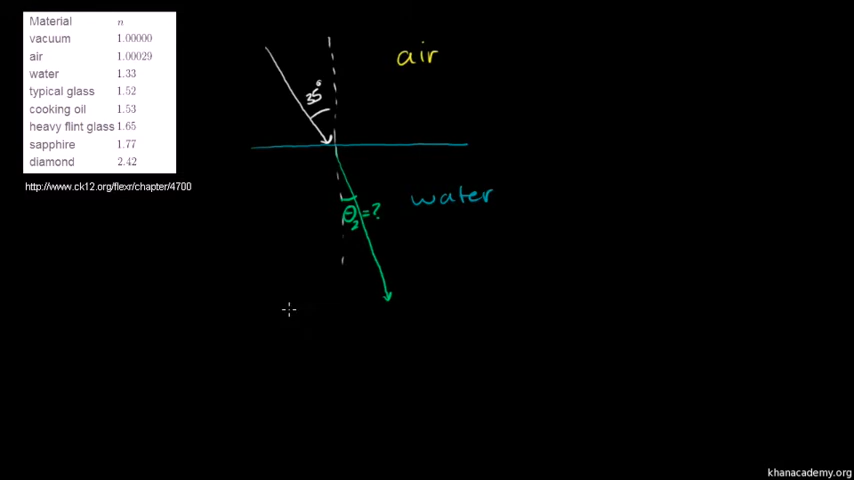 Material n
vacuum 1.00000
air 1.00029
water 1.33
typical glass 1.52
cooking oil 1.53
heavy flint glass 1.65
sapphire 1.77
diamond 2.42
http://www.ck12.org/flexr/chapter/4700
air
35°
water
θ₂=?
khanacademy.org